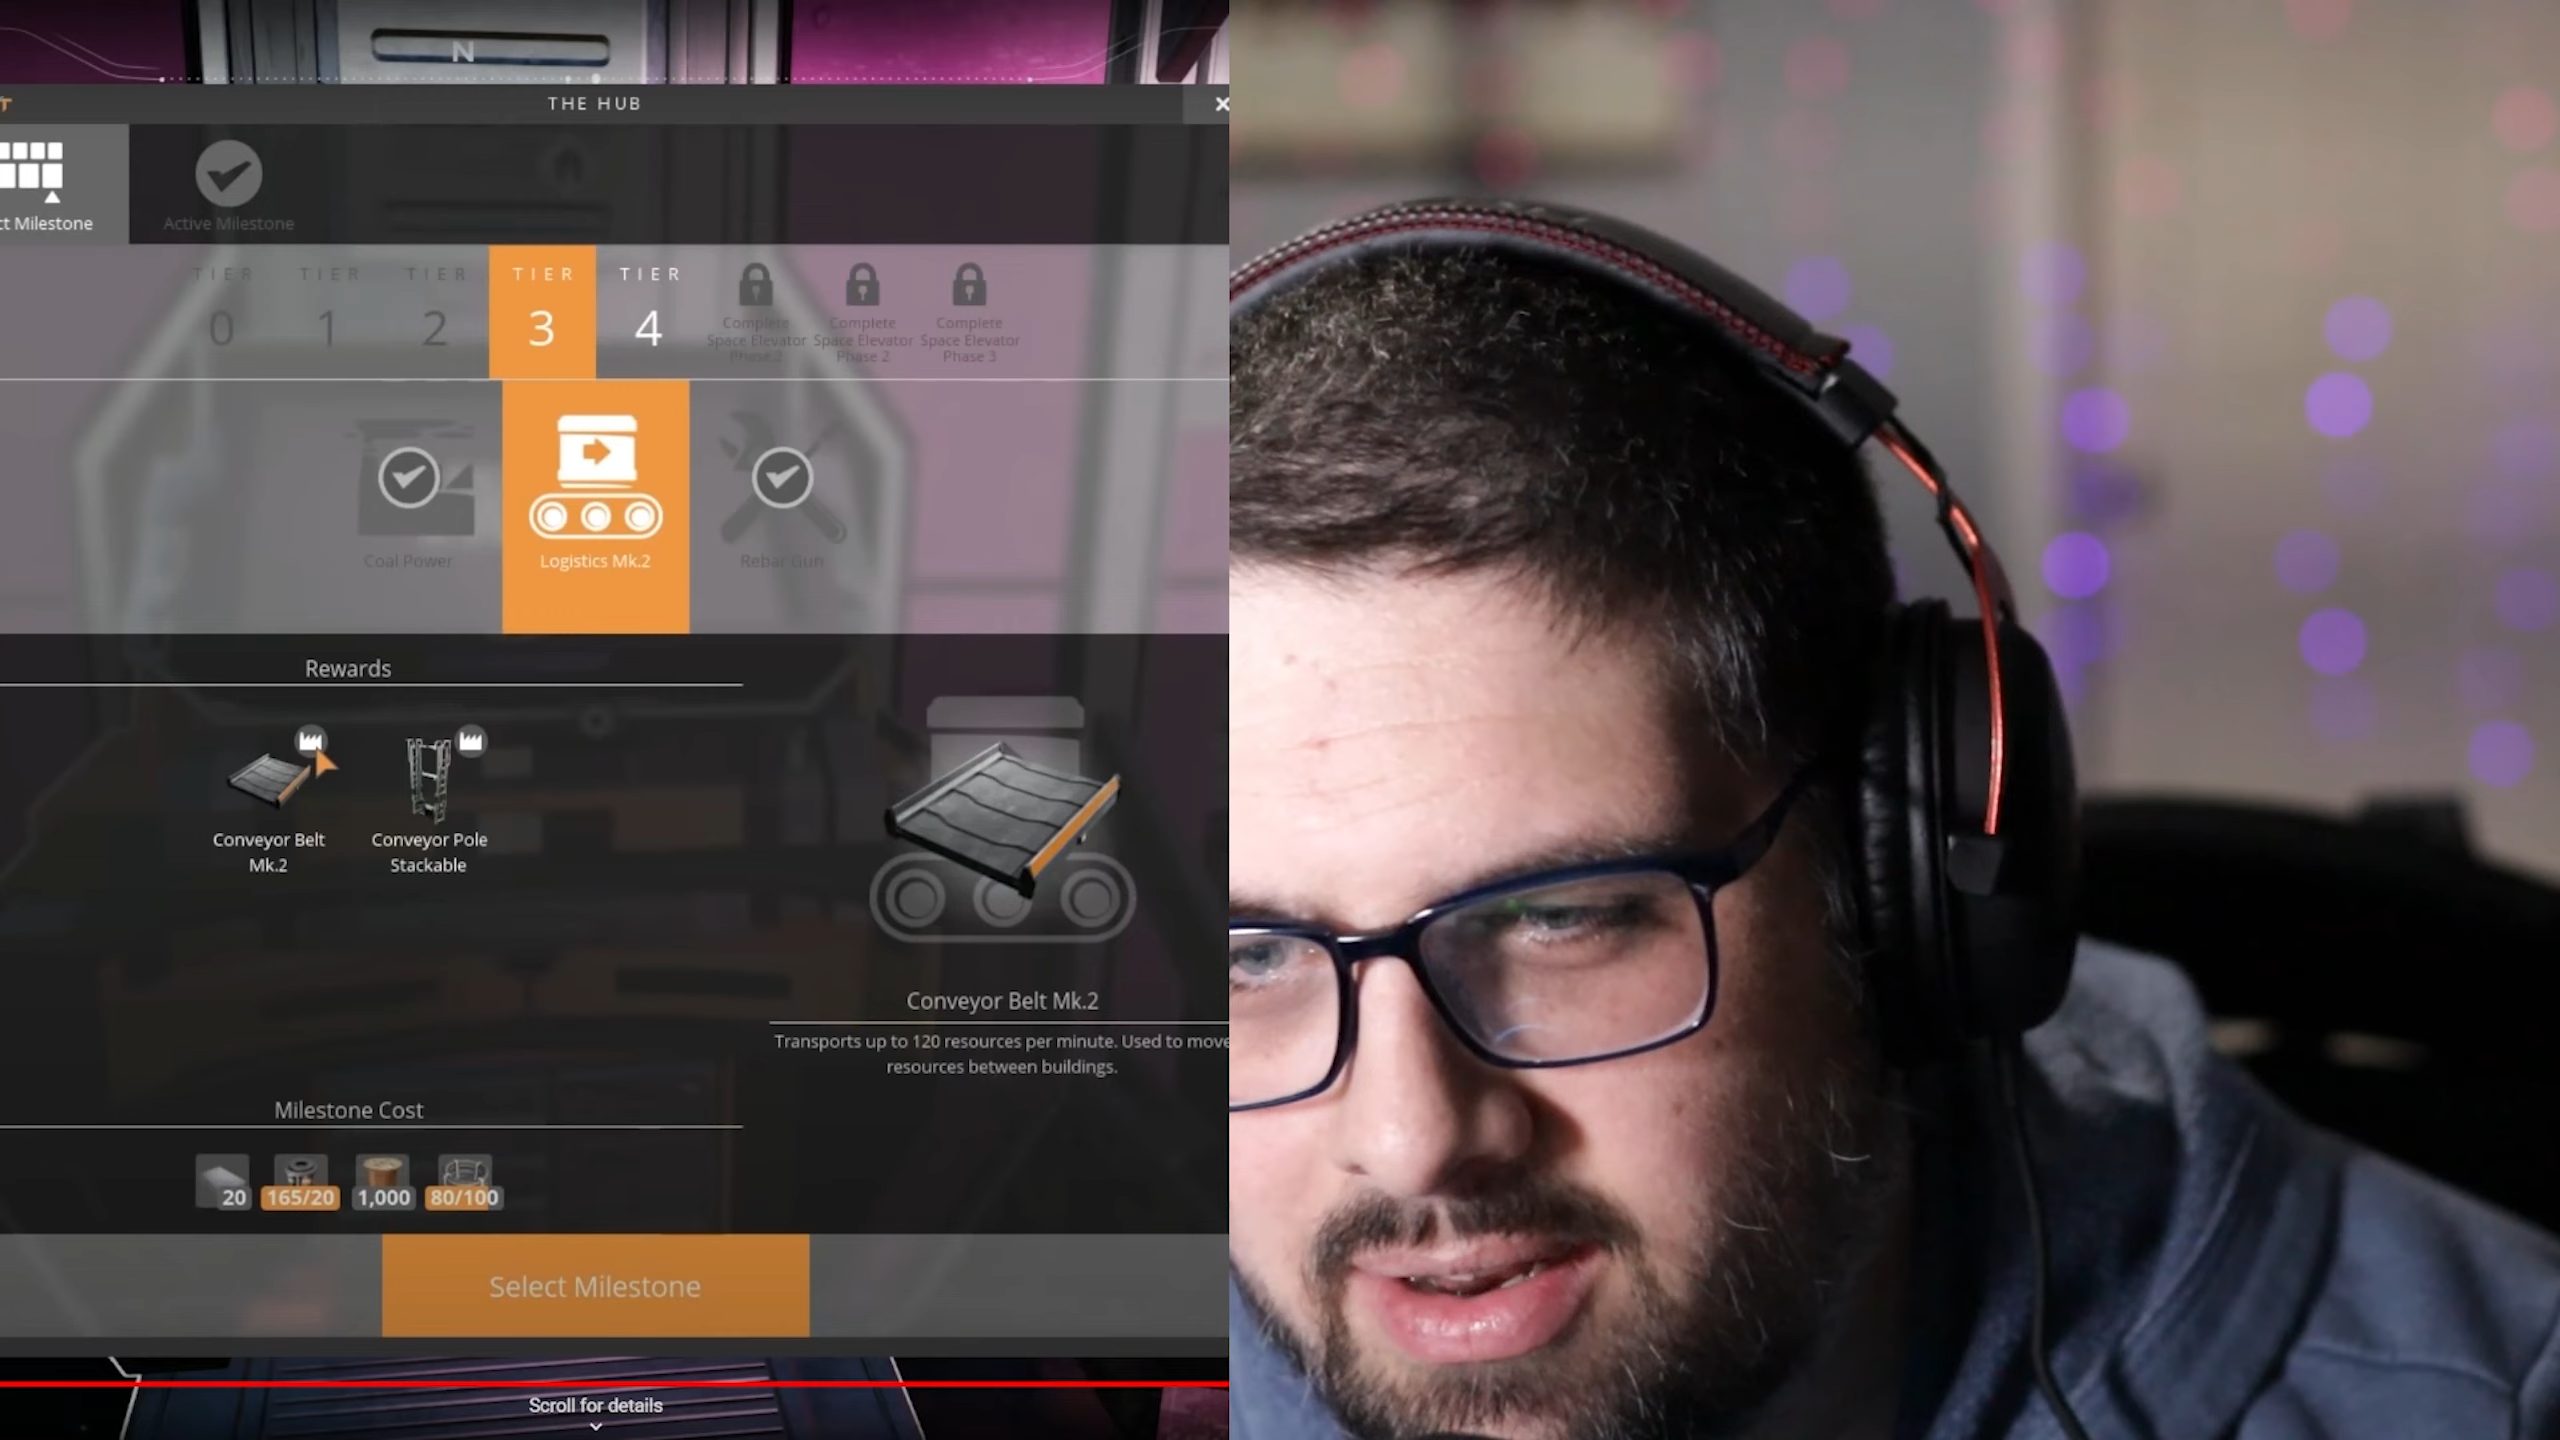 N
THE HUB
ct Milestone
Active Milestone
TIER TIER TIER TIER TIER
0 1 2 3 4
Complete Space Elevator Phase 2
Complete Space Elevator Phase 2
Complete Space Elevator Phase 3
Coal Power
Logistics Mk.2
Rebar Gun
Rewards
Conveyor Belt
Mk.2
Conveyor Pole
Stackable
Conveyor Belt Mk.2
Transports up to 120 resources per minute. Used to move
resources between buildings.
Milestone Cost
20 165/20 1,000 80/100
Select Milestone
Scroll for details